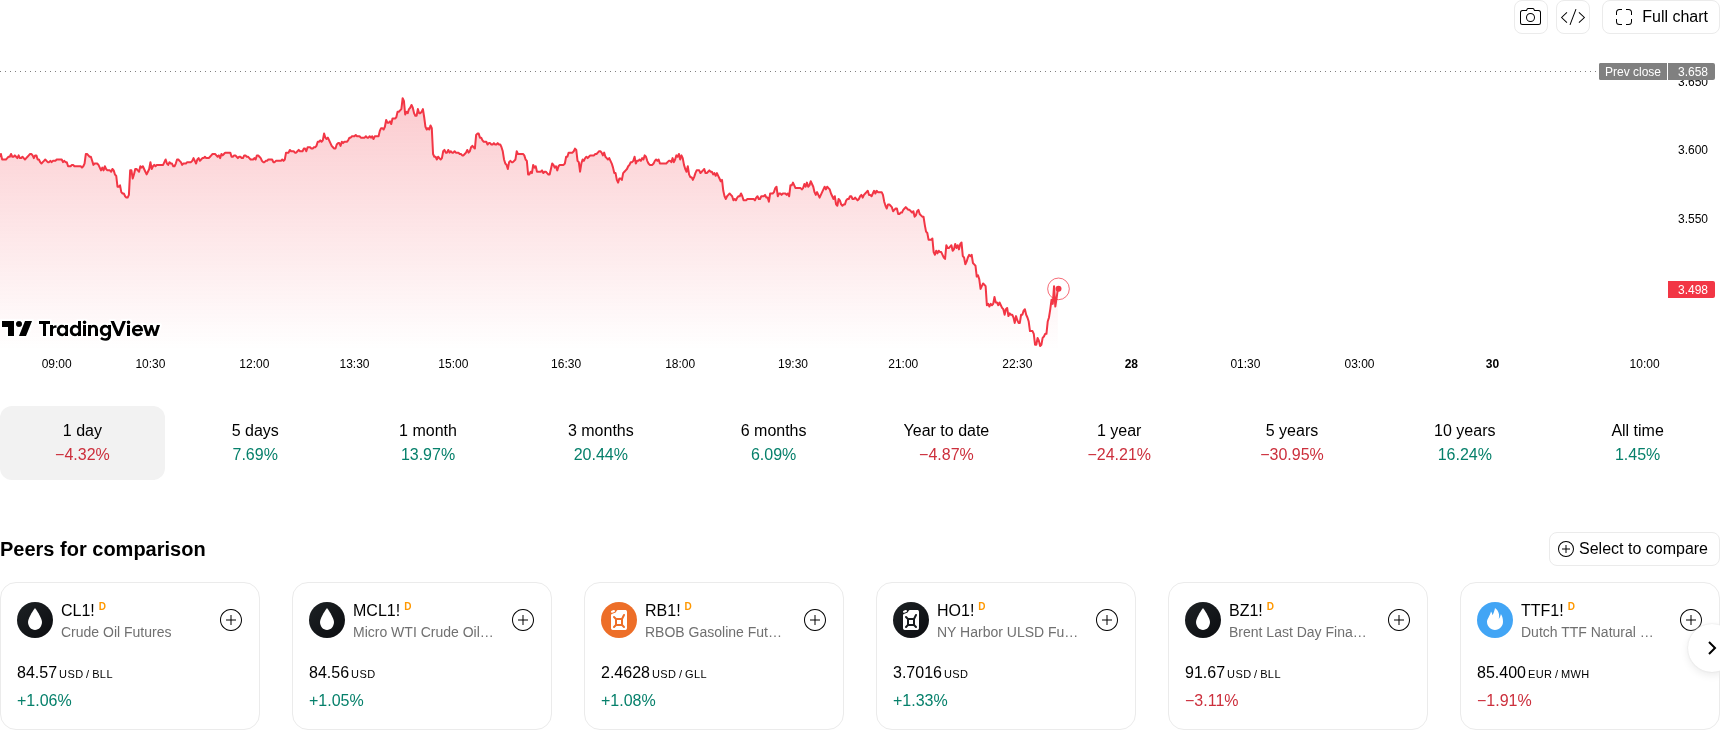 Full chart
Prev close 3.658
3.650
3.600
3.550
3.498
TradingView
09:00 10:30 12:00 13:30 15:00 16:30 18:00 19:30 21:00 22:30 28 01:30 03:00 30 10:00
1 day 5 days 1 month 3 months 6 months Year to date 1 year 5 years 10 years All time
−4.32% 7.69% 13.97% 20.44% 6.09% −4.87% −24.21% −30.95% 16.24% 1.45%
Peers for comparison
Select to compare
CL1! D
Crude Oil Futures
84.57 USD / BLL
+1.06%
MCL1! D
Micro WTI Crude Oil…
84.56 USD
+1.05%
RB1! D
RBOB Gasoline Fut…
2.4628 USD / GLL
+1.08%
HO1! D
NY Harbor ULSD Fu…
3.7016 USD
+1.33%
BZ1! D
Brent Last Day Fina…
91.67 USD / BLL
−3.11%
TTF1! D
Dutch TTF Natural …
85.400 EUR / MWH
−1.91%